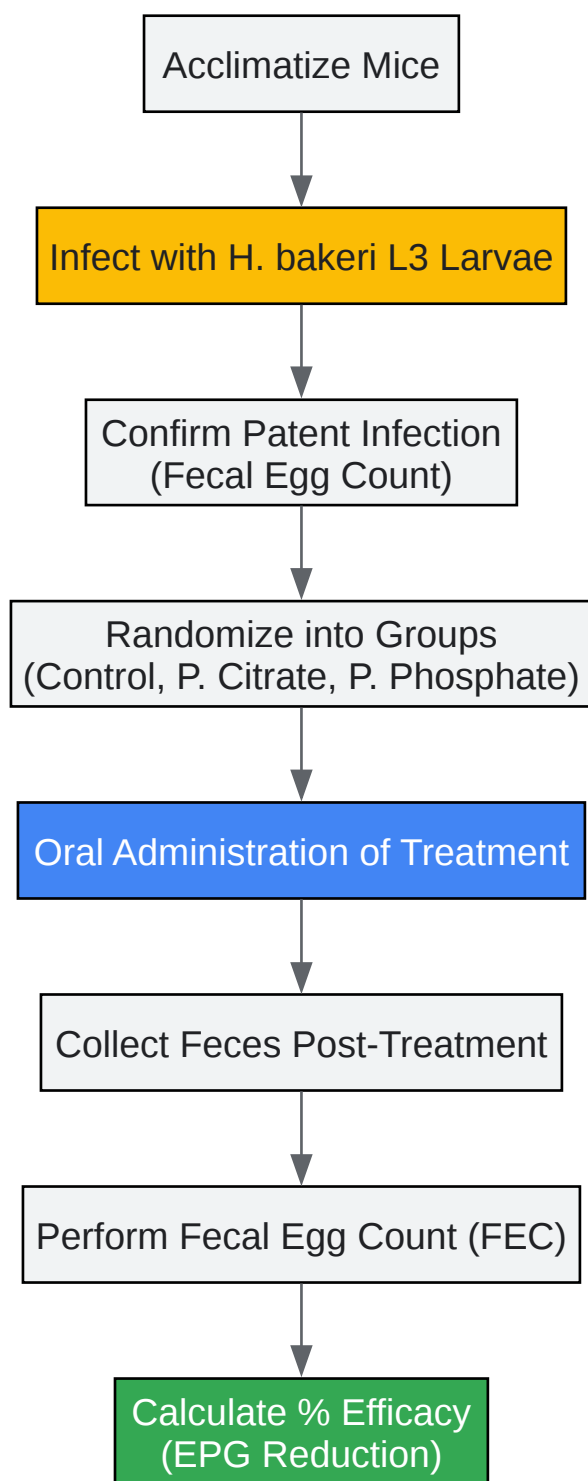 Acclimatize Mice
Infect with H. bakeri L3 Larvae
Confirm Patent Infection
(Fecal Egg Count)
Randomize into Groups
(Control, P. Citrate, P. Phosphate)
Oral Administration of Treatment
Collect Feces Post-Treatment
Perform Fecal Egg Count (FEC)
Calculate % Efficacy
(EPG Reduction)